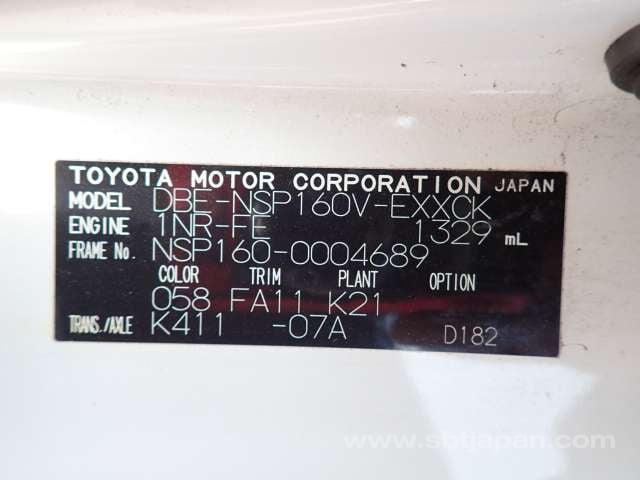 TOYOTA MOTOR CORPORATION JAPAN
MODEL DBE-NSP160V-EXXCK
ENGINE 1NR-FE 1329 mL
FRAME No. NSP160-0004689
COLOR TRIM PLANT OPTION
058 FA11 K21
TRANS./AXLE K411 -07A D182
www.sbtjapan.com